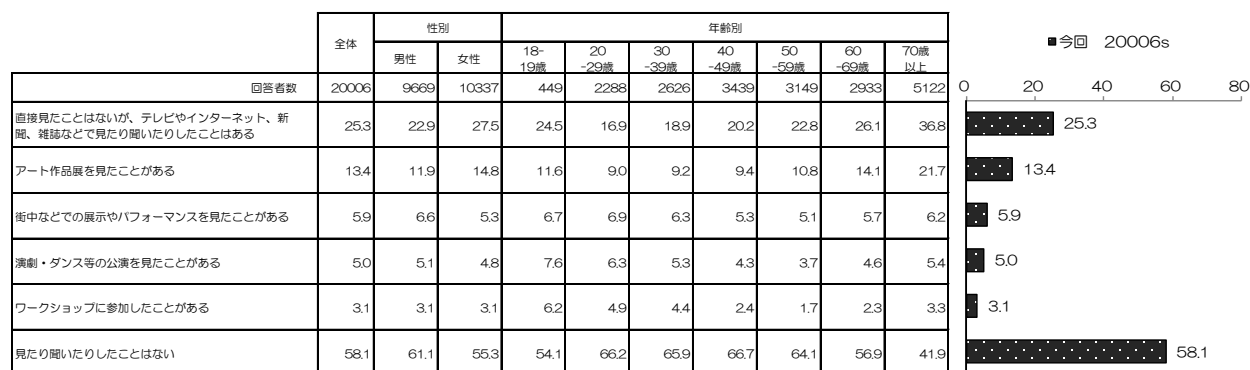 全体 性別 年齢別
男性 女性 18-19歳 20-29歳 30-39歳 40-49歳 50-59歳 60-69歳 70歳以上
回答者数 20006 9669 10337 449 2288 2626 3439 3149 2933 5122
直接見たことはないが、テレビやインターネット、新
聞、雑誌などで見たり聞いたりしたことはある 25.3 22.9 27.5 24.5 16.9 18.9 20.2 22.8 26.1 36.8
アート作品展を見たことがある 13.4 11.9 14.8 11.6 9.0 9.2 9.4 10.8 14.1 21.7
街中などでの展示やパフォーマンスを見たことがある 5.9 6.6 5.3 6.7 6.9 6.3 5.3 5.1 5.7 6.2
演劇・ダンス等の公演を見たことがある 5.0 5.1 4.8 7.6 6.3 5.3 4.3 3.7 4.6 5.4
ワークショップに参加したことがある 3.1 3.1 3.1 6.2 4.9 4.4 2.4 1.7 2.3 3.3
見たり聞いたりしたことはない 58.1 61.1 55.3 54.1 66.2 65.9 66.7 64.1 56.9 41.9
■今回 20006s
0 20 40 60 80
25.3
13.4
5.9
5.0
3.1
58.1